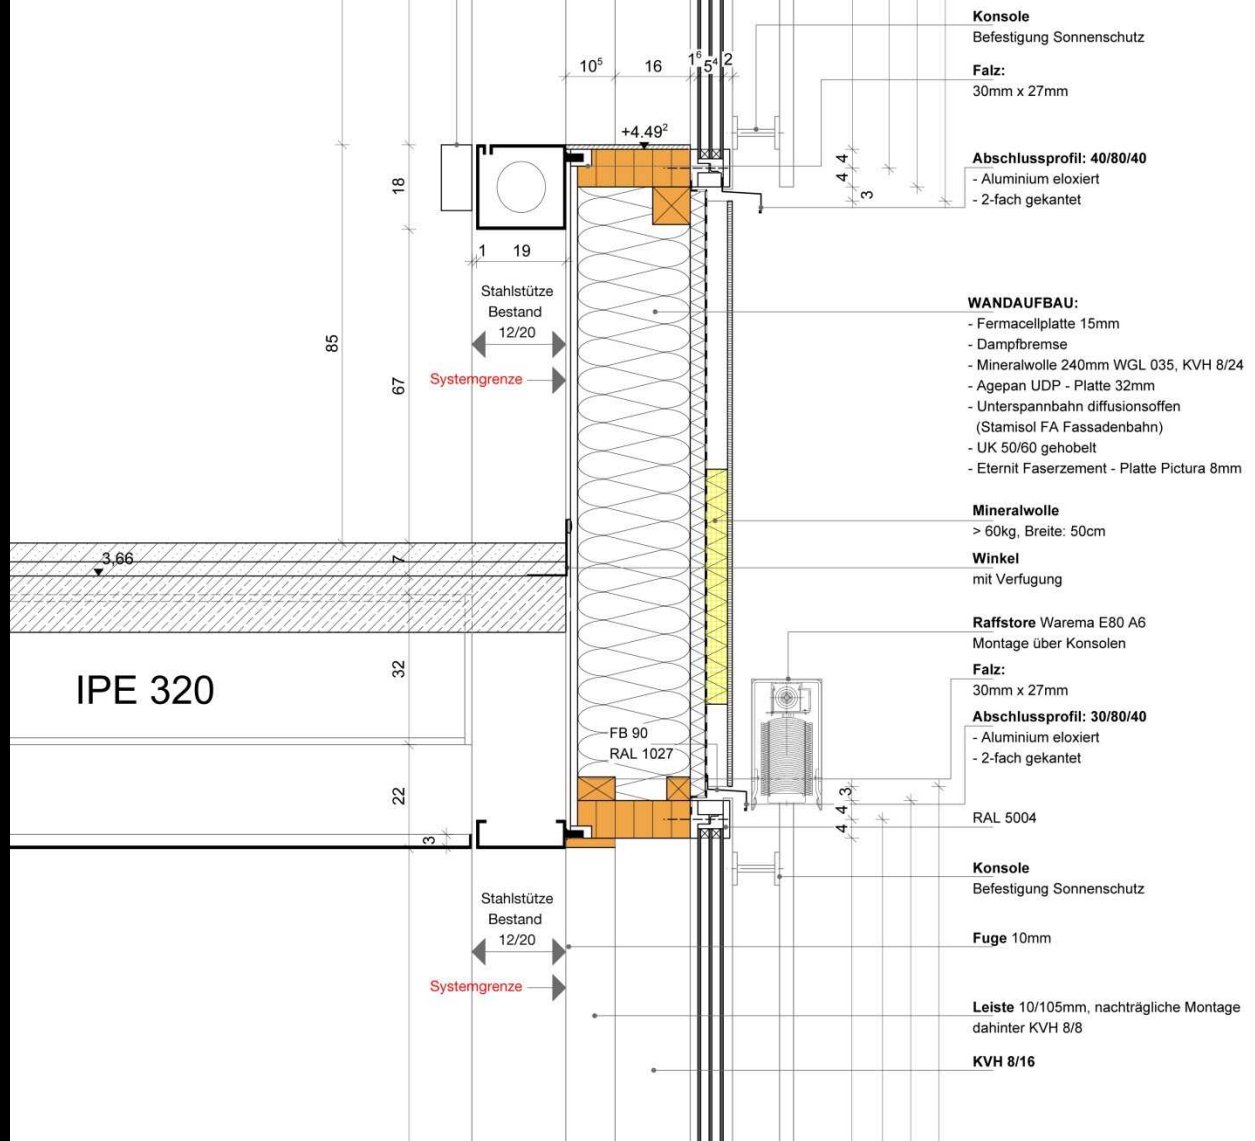 Konsole
Befestigung Sonnenschutz
Falz:
30mm x 27mm
Abschlussprofil: 40/80/40
- Aluminium eloxiert
- 2-fach gekantet
WANDAUFBAU:
- Fermacellplatte 15mm
- Dampfbremse
- Mineralwolle 240mm WGL 035, KVH 8/24
- Agepan UDP - Platte 32mm
- Unterspannbahn diffusionsoffen
(Stamisol FA Fassadenbahn)
- UK 50/60 gehobelt
- Eternit Faserzement - Platte Pictura 8mm
Mineralwolle
> 60kg, Breite: 50cm
Winkel
mit Verfugung
Raffstore Warema E80 A6
Montage über Konsolen
Falz:
30mm x 27mm
Abschlussprofil: 30/80/40
- Aluminium eloxiert
- 2-fach gekantet
RAL 5004
Konsole
Befestigung Sonnenschutz
Fuge 10mm
Leiste 10/105mm, nachträgliche Montage
dahinter KVH 8/8
KVH 8/16
10⁵ 16 1⁶ 5⁴ 2
+4.49²
18
1 19
Stahlstütze
Bestand
12/20
Systemgrenze
85
67
3,66
7
IPE 320
32
FB 90
RAL 1027
22
3
Stahlstütze
Bestand
12/20
Systemgrenze
4
4
3
3
4
4